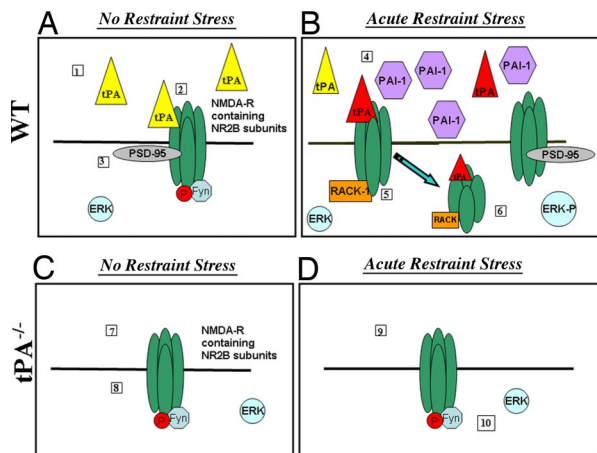 A
No Restraint Stress
B
Acute Restraint Stress
WT
1
tPA
2
tPA
tPA
NMDA-R
containing
NR2B subunits
3
PSD-95
P
Fyn
ERK
tPA
4
tPA
PAI-1
PAI-1
PAI-1
tPA
PAI-1
PSD-95
RACK-1
5
tPA
RACK
6
ERK
ERK-P
C
No Restraint Stress
D
Acute Restraint Stress
tPA-/-
7
NMDA-R
containing
NR2B subunits
8
P
Fyn
ERK
9
P
Fyn
ERK
10